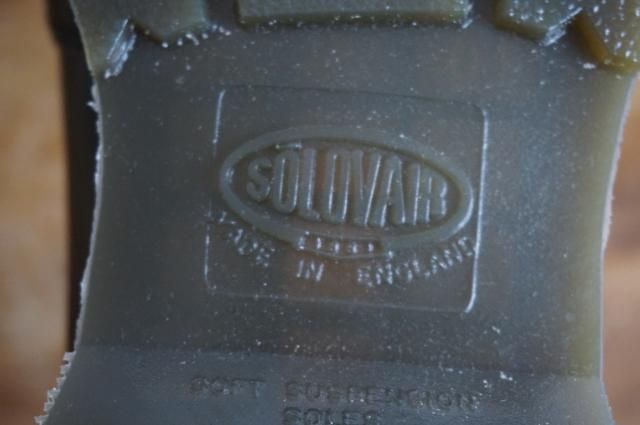 SOLOVAIR
MADE IN ENGLAND
SOFT SUSPENSION
SOLES